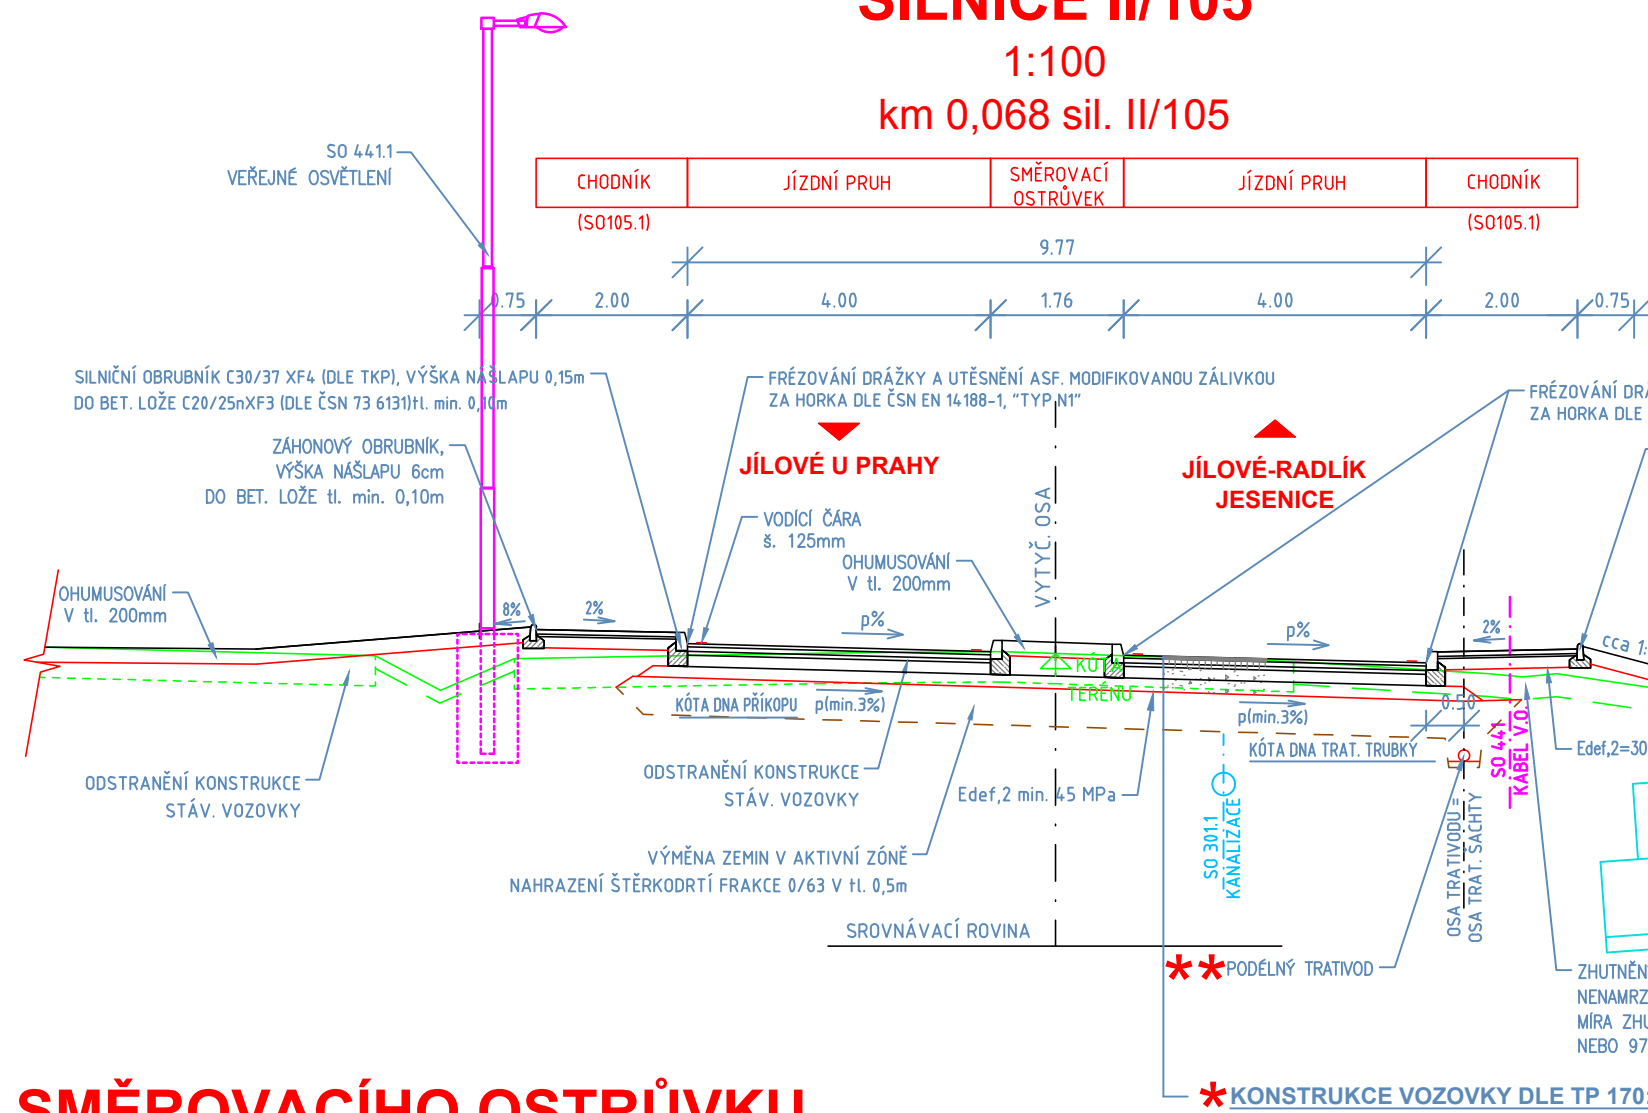 SILNICE II/105
1:100
km 0,068 sil. II/105
SO 441.1
VEŘEJNÉ OSVĚTLENÍ
CHODNÍK
JÍZDNÍ PRUH
SMĚROVACÍ
OSTRŮVEK
JÍZDNÍ PRUH
CHODNÍK
(SO105.1)
(SO105.1)
9.77
0.75
2.00
4.00
1.76
4.00
2.00
0.75
SILNIČNÍ OBRUBNÍK C30/37 XF4 (DLE TKP), VÝŠKA NÁŠLAPU 0,15m
DO BET. LOŽE C20/25nXF3 (DLE ČSN 73 6131)tl. min. 0,10m
FRÉZOVÁNÍ DRÁŽKY A UTĚSNĚNÍ ASF. MODIFIKOVANOU ZÁLIVKOU
ZA HORKA DLE ČSN EN 14188-1, "TYP N1"
ZA HORKA DLE
ZÁHONOVÝ OBRUBNÍK,
VÝŠKA NÁŠLAPU 6cm
DO BET. LOŽE tl. min. 0,10m
JÍLOVÉ U PRAHY
JÍLOVÉ-RADLÍK
JESENICE
VYTYČ. OSA
VODÍCÍ ČÁRA
š. 125mm
OHUMUSOVÁNÍ
V tl. 200mm
OHUMUSOVÁNÍ
V tl. 200mm
8%
2%
p%
p%
2%
cca 1:
KÓTA
TERÉNU
KÓTA DNA PŘÍKOPU
p(min.3%)
p(min.3%)
0.50
KÓTA DNA TRAT. TRUBKY
SO 441
KABEL V.O.
Edef,2=30
ODSTRANĚNÍ KONSTRUKCE
STÁV. VOZOVKY
ODSTRANĚNÍ KONSTRUKCE
STÁV. VOZOVKY
Edef,2 min. 45 MPa
SO 301.1
KANALIZACE
OSA TRATIVODU =
OSA TRAT. ŠACHTY
VÝMĚNA ZEMIN V AKTIVNÍ ZÓNĚ
NAHRAZENÍ ŠTĚRKODRTÍ FRAKCE 0/63 V tl. 0,5m
SROVNÁVACÍ ROVINA
**PODÉLNÝ TRATIVOD
MÍRA
NEBO 97
*KONSTRUKCE VOZOVKY DLE TP 170
SMĚROVACÍHO OSTRŮVKU